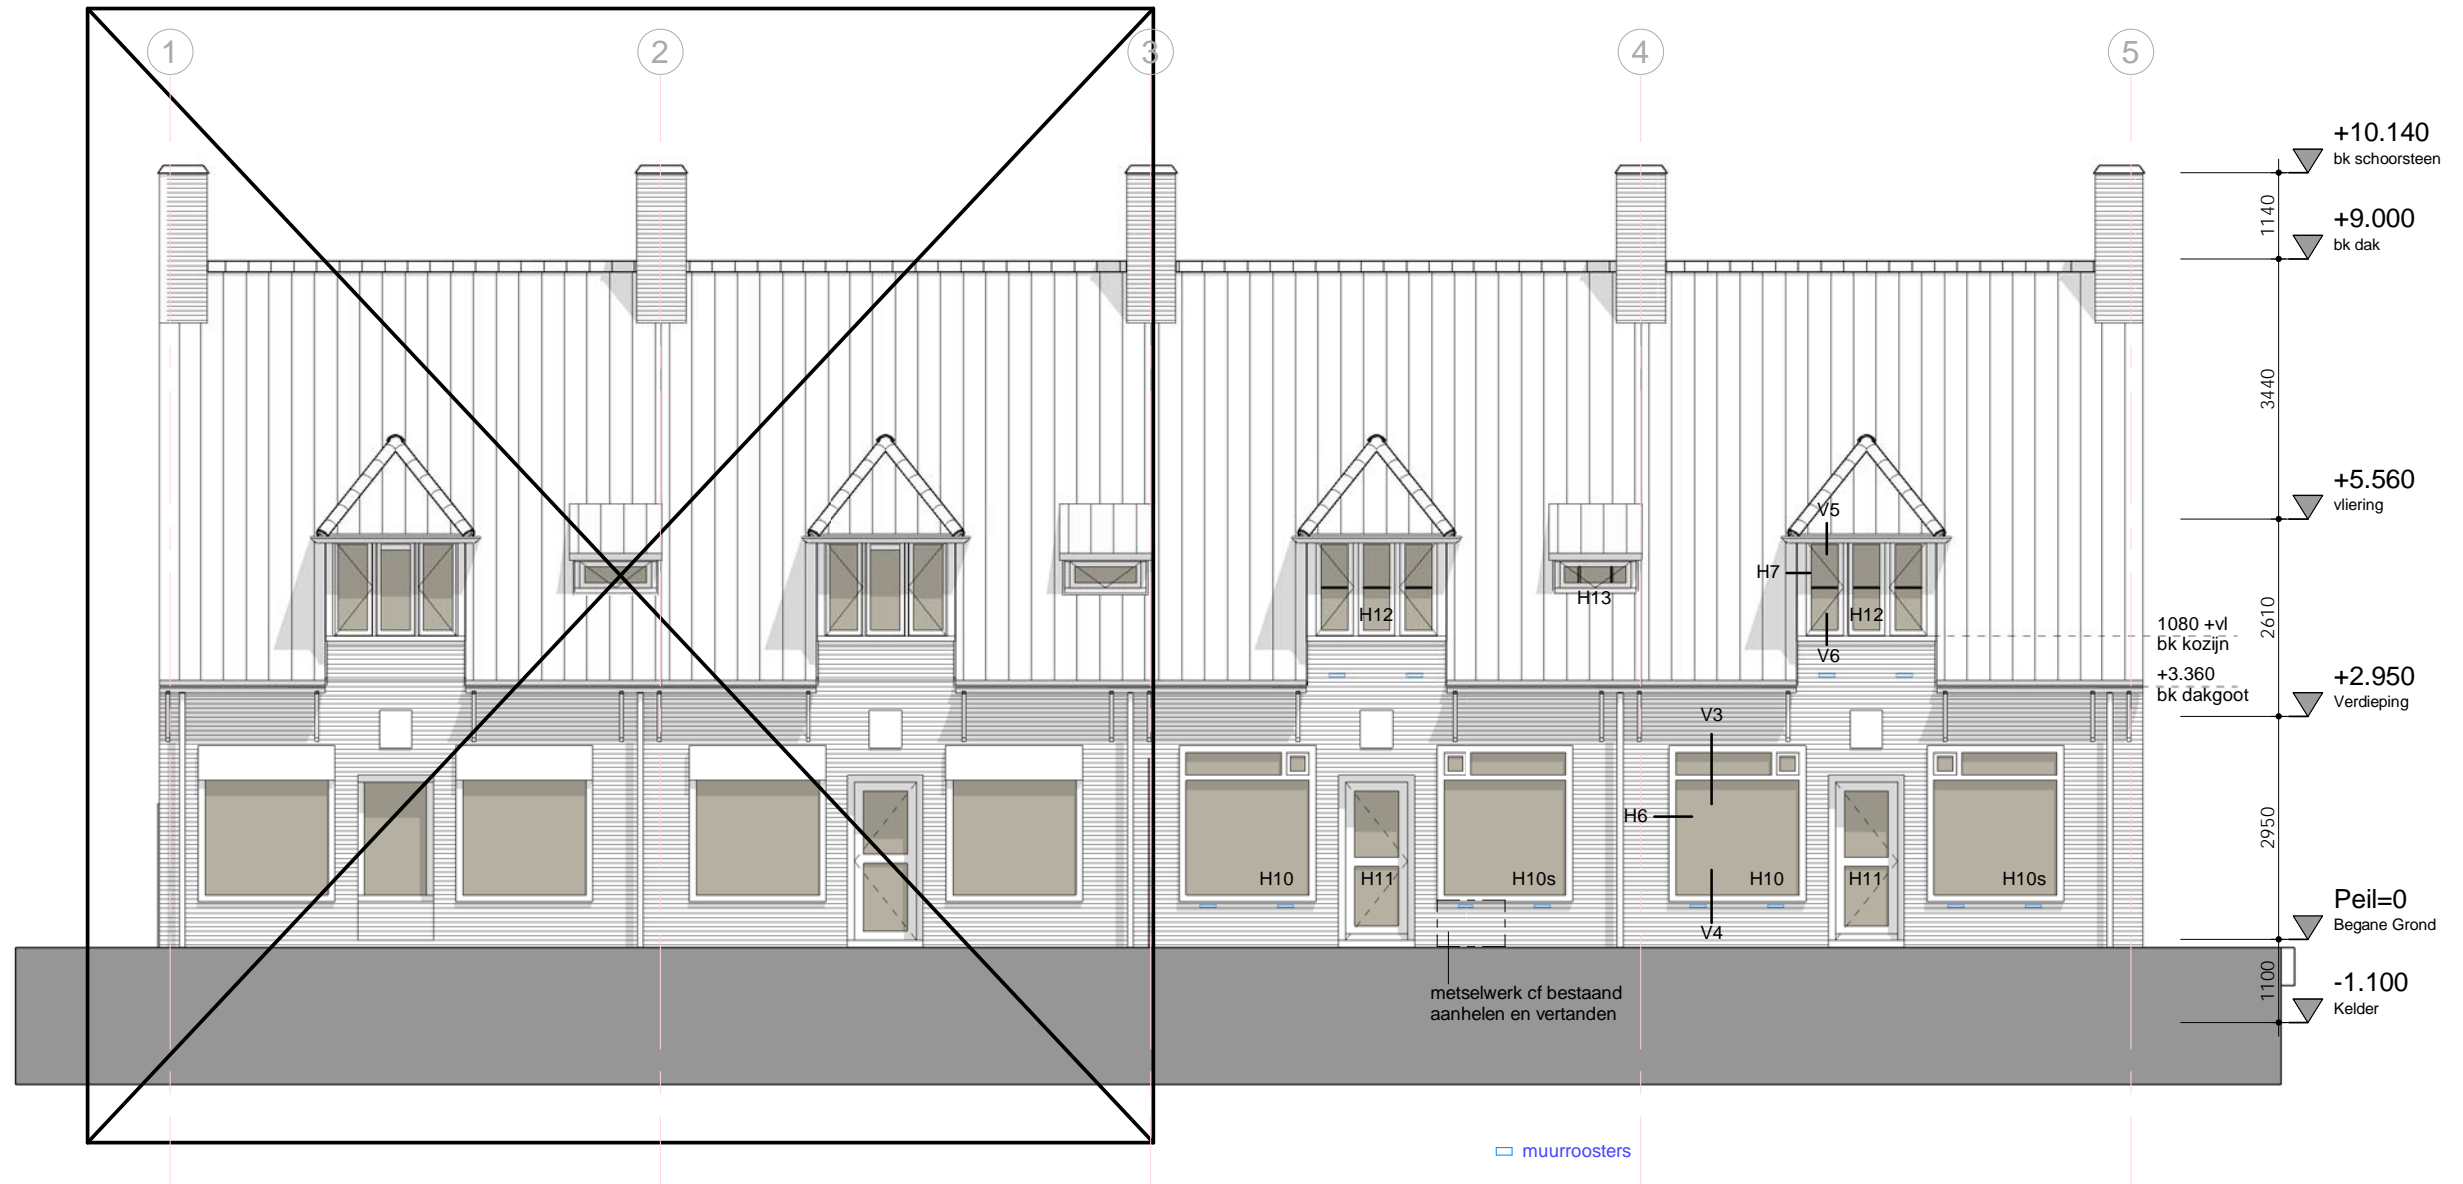 1 2 3 4 5
+10.140
bk schoorsteen
1140
+9.000
bk dak
3440
+5.560
vliering
V5
H7
H13
H12 H12
2610
1080 +vl
bk kozijn
V6
+3.360
bk dakgoot
+2.950
Verdieping
V3
H6
2950
H10 H11 H10s H10 H11 H10s
Peil=0
Begane Grond
V4
1100
-1.100
Kelder
metselwerk cf bestaand
aanhelen en vertanden
muurroosters